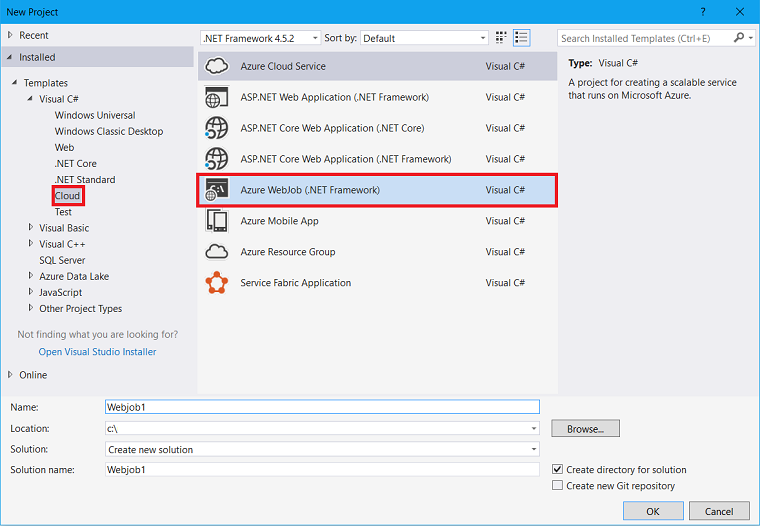 New Project
?
Recent
.NET Framework 4.5.2
Sort by:
Default
Search Installed Templates (Ctrl+E)
Installed
Templates
Visual C#
Windows Universal
Windows Classic Desktop
Web
.NET Core
.NET Standard
Cloud
Test
Visual Basic
Visual C++
SQL Server
Azure Data Lake
JavaScript
Other Project Types
Not finding what you are looking for?
Open Visual Studio Installer
Online
Azure Cloud Service Visual C#
ASP.NET Web Application (.NET Framework) Visual C#
ASP.NET Core Web Application (.NET Core) Visual C#
ASP.NET Core Web Application (.NET Framework) Visual C#
Azure WebJob (.NET Framework) Visual C#
Azure Mobile App Visual C#
Azure Resource Group Visual C#
Service Fabric Application Visual C#
Type: Visual C#
A project for creating a scalable service
that runs on Microsoft Azure.
Name: Webjob1
Location: c:\
Browse...
Solution: Create new solution
Solution name: Webjob1
Create directory for solution
Create new Git repository
OK
Cancel